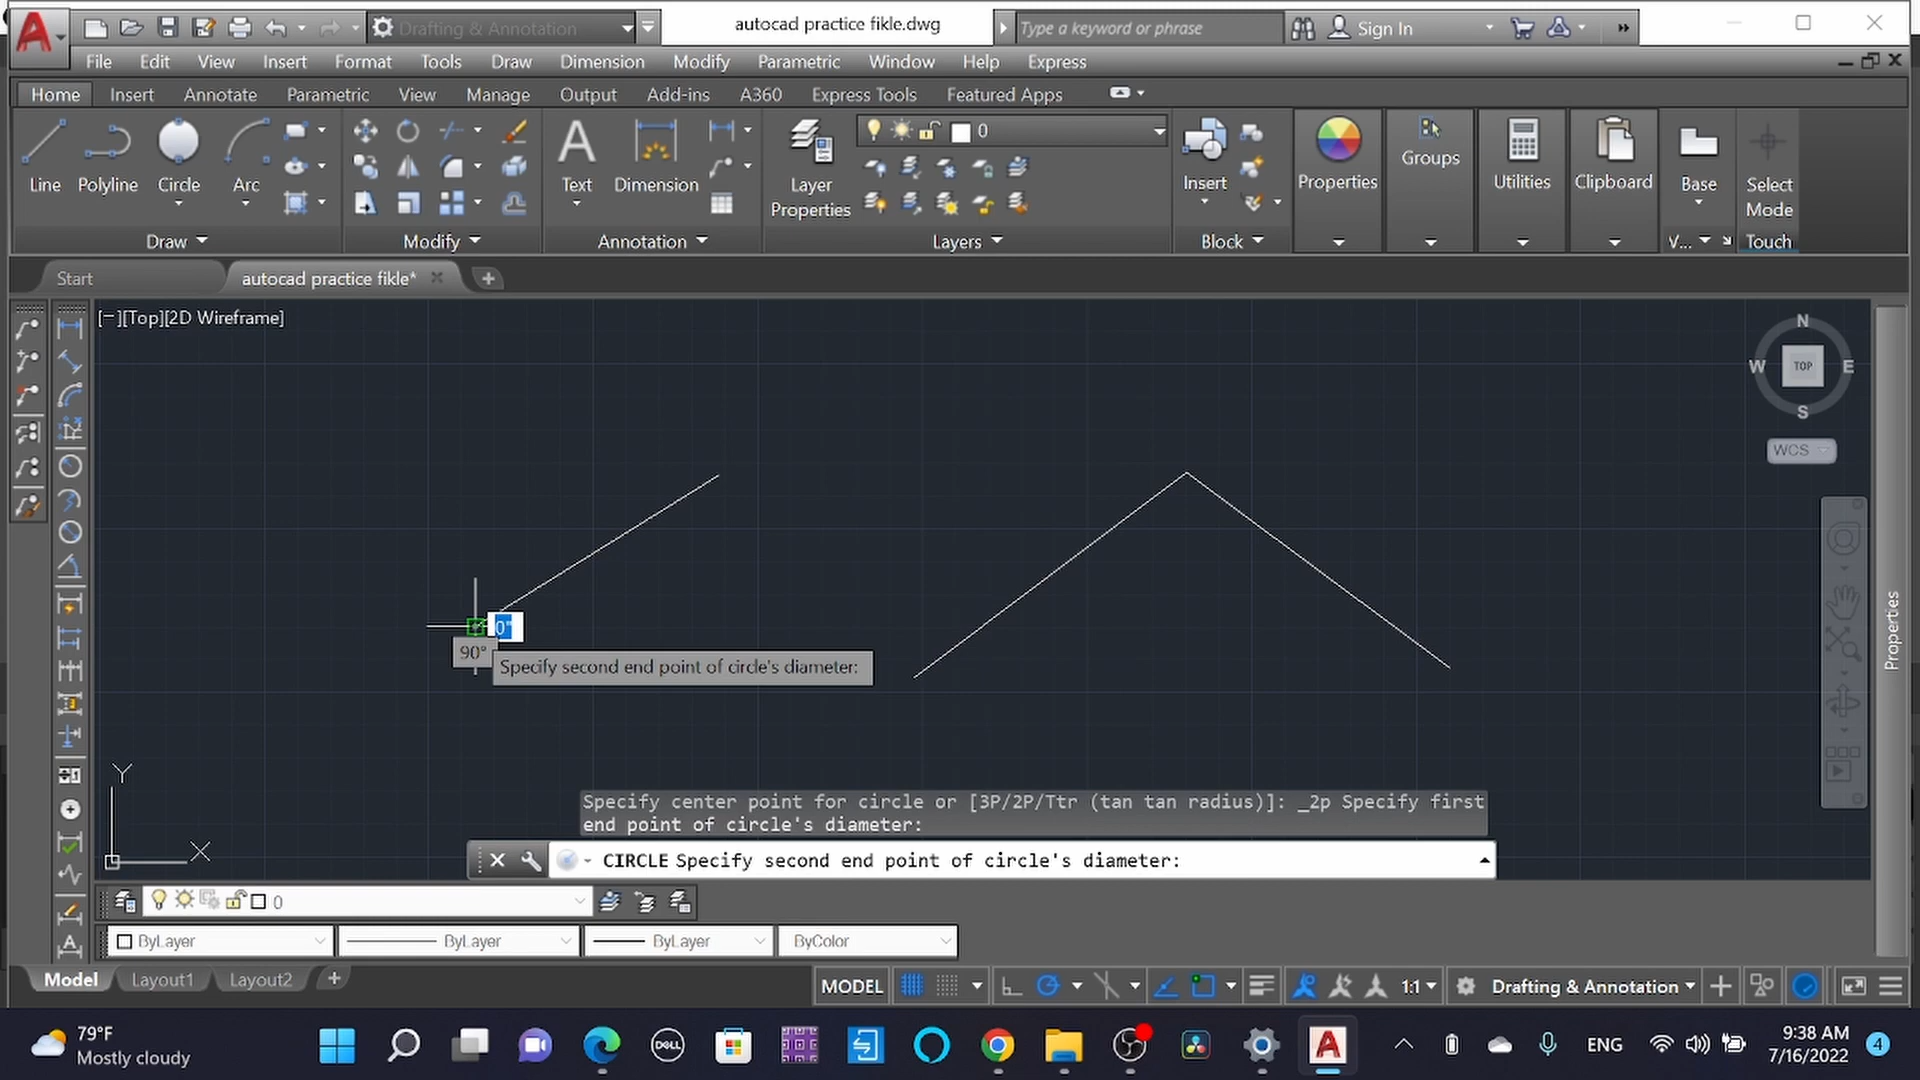 A
Drafting & Annotation
autocad practice fikle.dwg
Type a keyword or phrase
Sign In
File Edit View Insert Format Tools Draw Dimension Modify Parametric Window Help Express
Home Insert Annotate Parametric View Manage Output Add-ins A360 Express Tools Featured Apps
0
Line Polyline Circle Arc
A Text Dimension
Layer Properties
Insert
Properties
Groups
Utilities
Clipboard
Base
Select Mode
Draw Modify Annotation Layers Block V... Touch
Start autocad practice fikle*
[−][Top][2D Wireframe]
N
W TOP E
S
WCS
Properties
0"
90°
Specify second end point of circle's diameter:
Y
X
Specify center point for circle or [3P/2P/Ttr (tan tan radius)]: _2p Specify first
end point of circle's diameter:
CIRCLE Specify second end point of circle's diameter:
0
A
ByLayer ByLayer ByLayer ByColor
Model Layout1 Layout2
MODEL 1:1 Drafting & Annotation
79°F
Mostly cloudy
DELL
A
ENG
9:38 AM
7/16/2022
4